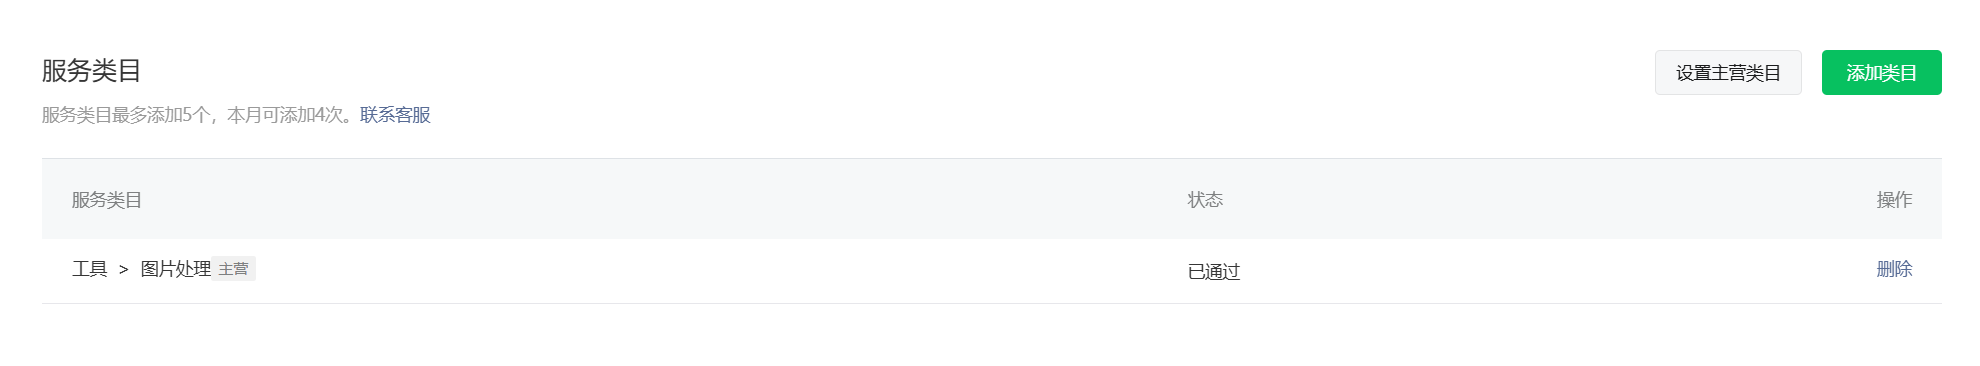 服务类目
设置主营类目
添加类目
服务类目最多添加5个，本月可添加4次。联系客服
服务类目 状态 操作
工具 > 图片处理 主营 已通过 删除